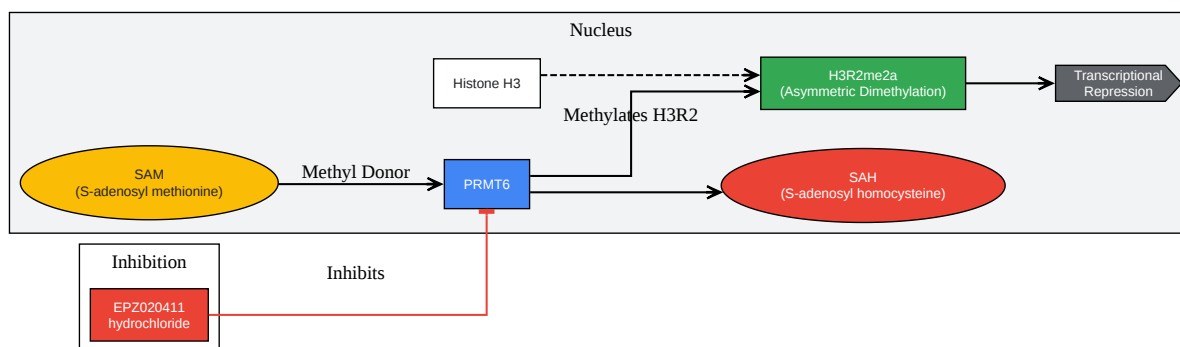 Nucleus
Histone H3
H3R2me2a
(Asymmetric Dimethylation)
Transcriptional
Repression
Methylates H3R2
SAM
(S-adenosyl methionine)
Methyl Donor
PRMT6
SAH
(S-adenosyl homocysteine)
Inhibition
Inhibits
EPZ020411
hydrochloride